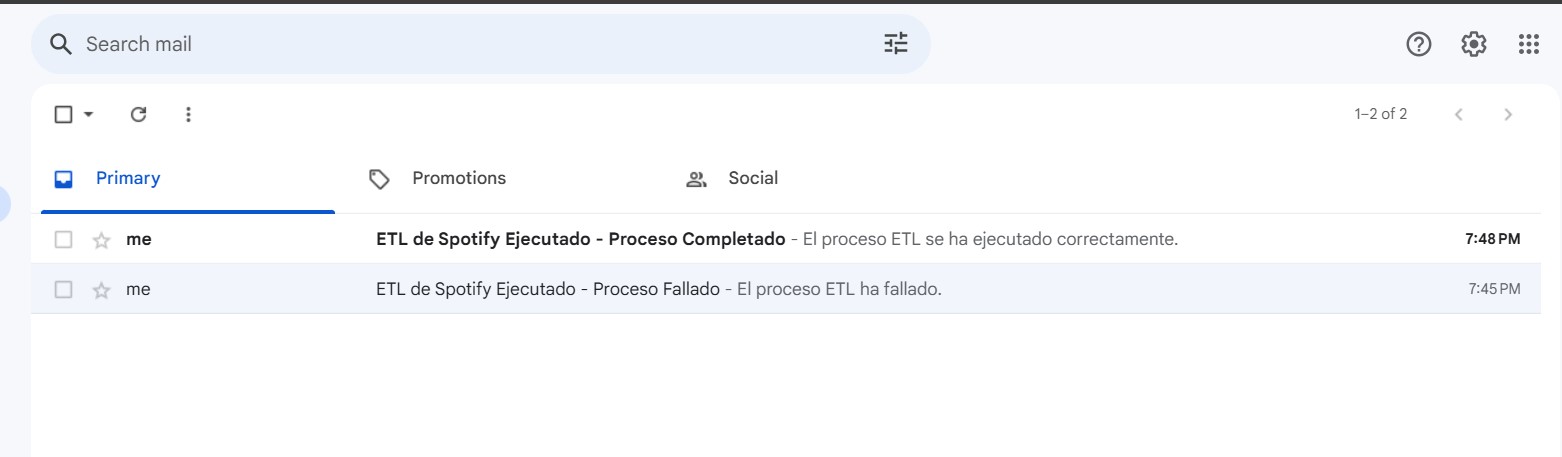 Search mail
1–2 of 2
Primary Promotions Social
me ETL de Spotify Ejecutado - Proceso Completado - El proceso ETL se ha ejecutado correctamente. 7:48 PM
me ETL de Spotify Ejecutado - Proceso Fallado - El proceso ETL ha fallado. 7:45 PM